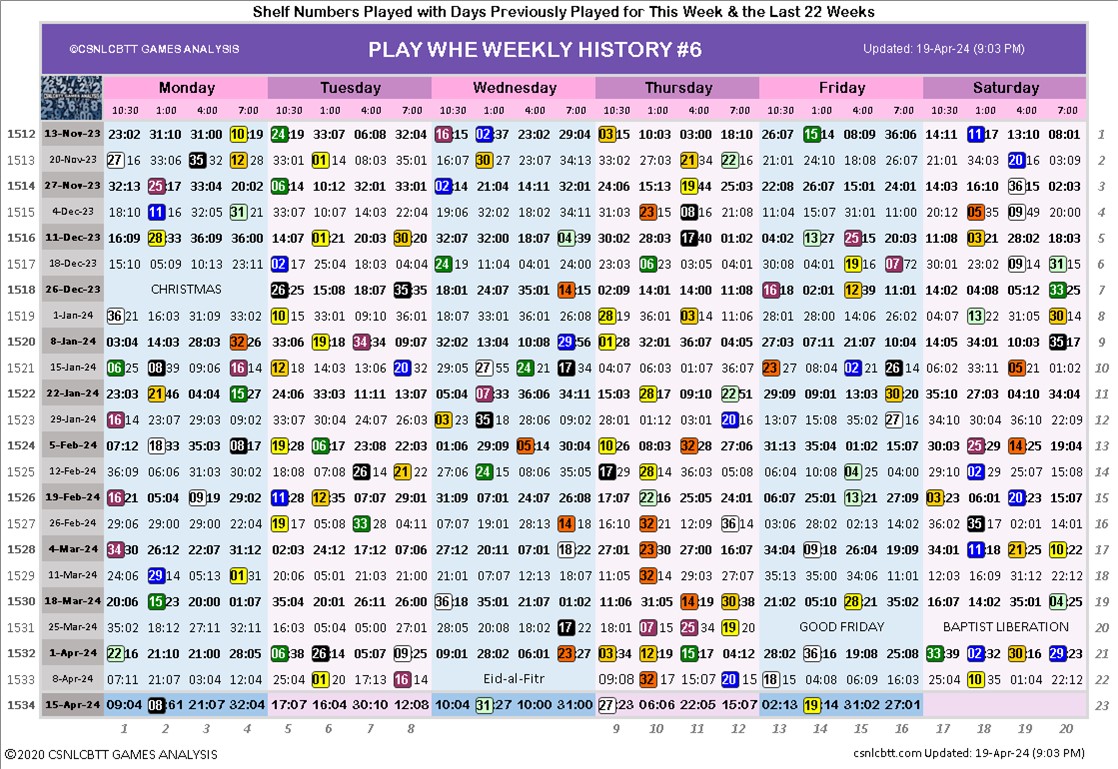 Shelf Numbers Played with Days Previously Played for This Week & the Last 22 Weeks
©CSNLCBTT GAMES ANALYSIS PLAY WHE WEEKLY HISTORY #6 Updated: 19-Apr-24 (9:03 PM)
Monday Tuesday Wednesday Thursday Friday Saturday
10:30 1:00 4:00 7:00 10:30 1:00 4:00 7:00 10:30 1:00 4:00 7:00 10:30 1:00 4:00 7:00 10:30 1:00 4:00 7:00 10:30 1:00 4:00 7:00
1512 13-Nov-23 23:02 31:10 31:00 10:19 24:19 33:07 06:08 32:04 16:15 02:37 23:02 29:04 03:15 10:03 03:00 18:10 26:07 15:14 08:09 36:06 14:11 11:17 13:10 08:01 1
1513 20-Nov-23 27 16 33:06 35 32 12 28 33:01 01 14 08:03 35:01 16:07 30 27 23:07 34:13 33:02 27:03 21 34 22 16 21:01 24:10 18:08 26:07 21:01 34:03 20 16 03:09 2
1514 27-Nov-23 32:13 25:17 33:04 20:02 06:14 10:12 32:01 33:01 02:14 21:04 14:11 32:01 24:06 15:13 19:44 25:03 22:08 26:07 15:01 24:01 14:03 16:10 36:15 02:03 3
1515 4-Dec-23 18:10 11 16 32:05 31 21 33:07 10:07 14:03 22:04 19:06 32:02 18:02 34:11 31:03 23 15 08 16 21:08 11:04 15:07 31:01 11:00 20:12 05 35 09 49 20:00 4
1516 11-Dec-23 16:09 28:33 36:09 36:00 14:07 01:21 20:03 30:20 32:07 32:00 18:07 04:39 30:02 28:03 17:40 01:02 04:02 13:27 25:15 20:03 11:08 03:21 28:02 18:03 5
1517 18-Dec-23 15:10 05:09 10:13 23:11 02 17 25:04 18:03 04:04 24 19 11:04 04:01 24:00 23:03 06 23 03:05 06:04 30:08 04:01 19 16 07 72 30:01 23:02 09 14 31 15 6
1518 26-Dec-23 CHRISTMAS 26:25 15:08 18:07 35:35 18:01 24:07 35:01 14:15 02:09 14:01 14:00 11:08 16:18 02:01 12:39 11:01 14:02 04:08 05:12 33:25 7
1519 1-Jan-24 36 21 16:03 31:09 33:02 10 15 33:01 09:10 36:01 18:07 33:01 31:03 35:06 28 19 36:11 03 14 11:06 28:01 28:00 14:06 26:08 04:07 13 22 31:05 30 14 8
1520 8-Jan-24 03:04 14:03 28:03 32:26 33:06 19:18 34:34 09:07 32:02 13:04 10:08 29:56 01:28 32:01 36:07 04:05 27:03 07:11 07:10 04:01 14:05 34:01 10:03 35:17 9
1521 15-Jan-24 06 25 08 39 09:06 16 14 12 18 14:03 13:06 20 32 29:05 27 55 24 21 17 34 04:07 06:03 01:07 36:07 23 27 08:04 02 21 26 14 06:02 33:11 05 21 01:02 10
1522 22-Jan-24 23:03 21:46 04:04 15:27 24:06 33:03 11:11 13:07 05:04 07:33 36:06 34:11 15:03 28:17 09:10 22:51 29:09 09:01 13:03 30:20 35:10 27:03 04:10 34:04 11
1523 29-Jan-24 16 14 23:07 29:08 09:03 33:07 30:04 24:07 26:03 03 23 35 18 28:06 09:02 28:01 01:12 03:01 20 16 13:07 15:08 35:02 27 16 34:10 30:04 36:10 22:09 12
1524 5-Feb-24 07:12 18:33 35:03 08:17 19:28 06:17 23:08 22:03 01:06 29:09 05:14 30:04 10:26 08:03 32:28 27:06 31:13 35:04 01:02 15:07 30:03 25:29 14:25 19:04 13
1525 12-Feb-24 36:09 06:06 31:03 30:02 18:08 07:08 26 14 21 22 27:06 24 15 08:06 35:05 17 29 28 14 36:03 05:08 06:04 10:08 04 25 04:00 29:10 02 29 25:07 15:08 14
1526 19-Feb-24 16:21 05:04 09:19 29:02 11:28 12:35 07:07 29:01 31:09 07:01 24:07 26:08 17:07 22:16 25:05 24:01 06:07 25:01 13:21 27:09 03:23 06:01 20:23 15:07 15
1527 26-Feb-24 29:06 29:00 29:00 22:04 19 17 05:08 33 28 04:11 07:07 19:01 28:13 14 18 16:10 32 21 12:09 36 14 03:06 28:02 02:13 14:02 36:02 35 17 02:01 14:01 16
1528 4-Mar-24 34:30 26:12 22:07 31:12 02:03 24:12 17:12 07:06 27:12 20:11 07:01 18:22 27:01 23:30 27:00 16:07 34:04 09:18 26:04 19:09 34:01 11:18 21:25 10:22 17
1529 11-Mar-24 24:06 29 14 05:13 01 31 20:06 05:01 21:03 21:00 21:01 07:07 12:13 18:07 11:05 32 14 29:03 27:07 35:13 35:00 34:06 11:01 12:03 16:09 31:12 22:12 18
1530 18-Mar-24 20:06 15:23 20:00 01:07 35:04 20:01 26:11 26:00 36:18 35:01 21:07 01:02 11:06 31:05 14:19 30:38 21:02 05:10 28:21 35:02 16:07 14:02 35:01 04:25 19
1531 25-Mar-24 35:02 18:12 27:11 32:11 16:03 05:04 05:00 27:01 28:05 20:08 20:00 17 22 18:01 07 15 25 34 19 20 GOOD FRIDAY BAPTIST LIBERATION 20
1532 1-Apr-24 22:16 21:10 21:00 28:05 06:38 26:14 05:07 09:25 09:01 28:02 06:01 23:27 03:34 12:19 15:17 04:12 28:02 36:16 19:08 25:08 33:39 02:32 30:16 29:23 21
1533 8-Apr-24 07:11 21:07 03:04 12:04 25:04 01 20 17:13 16 14 Eid-al-Fitr 09:08 32 17 15:07 20 15 18 15 04:08 06:09 16:03 25:04 10 35 01:04 22:12 22
1534 15-Apr-24 09:04 08:61 21:07 32:04 17:07 16:04 30:10 12:08 10:04 31:27 10:00 31:00 27:23 06:06 22:05 15:07 02:13 19:14 31:02 27:01 23
1 2 3 4 5 6 7 8 9 10 11 12 13 14 15 16 17 18 19 20
©2020 CSNLCBTT GAMES ANALYSIS csnlcbtt.com Updated: 19-Apr-24 (9:03 PM)